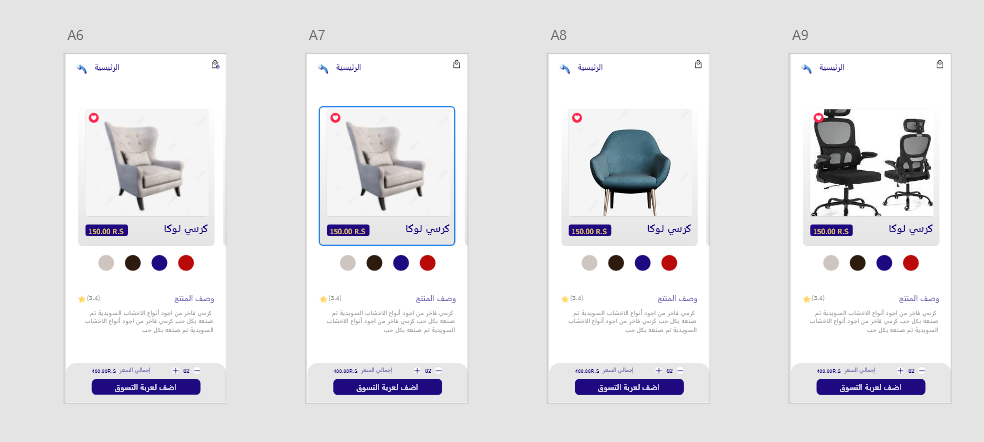 A6
الرئيسية
150.00 R.S
كرسي لوكا
وصف المنتج
(3.4)
كرسي فاخر من اجود أنواع الاخشاب السويدية تم
صنعه بكل حب كرسي فاخر من اجود أنواع الاخشاب
السويدية تم صنعه بكل حب
إجمالي السعر
400.00R.S
+ 02 −
اضف لعربة التسوق
A7
الرئيسية
150.00 R.S
كرسي لوكا
وصف المنتج
(3.4)
كرسي فاخر من اجود أنواع الاخشاب السويدية تم
صنعه بكل حب كرسي فاخر من اجود أنواع الاخشاب
السويدية تم صنعه بكل حب
إجمالي السعر
400.00R.S
+ 02 −
اضف لعربة التسوق
A8
الرئيسية
150.00 R.S
كرسي لوكا
وصف المنتج
(3.4)
كرسي فاخر من اجود أنواع الاخشاب السويدية تم
صنعه بكل حب كرسي فاخر من اجود أنواع الاخشاب
السويدية تم صنعه بكل حب
إجمالي السعر
400.00R.S
+ 02 −
اضف لعربة التسوق
A9
الرئيسية
150.00 R.S
كرسي لوكا
وصف المنتج
(3.4)
كرسي فاخر من اجود أنواع الاخشاب السويدية تم
صنعه بكل حب كرسي فاخر من اجود أنواع الاخشاب
السويدية تم صنعه بكل حب
إجمالي السعر
400.00R.S
+ 02 −
اضف لعربة التسوق